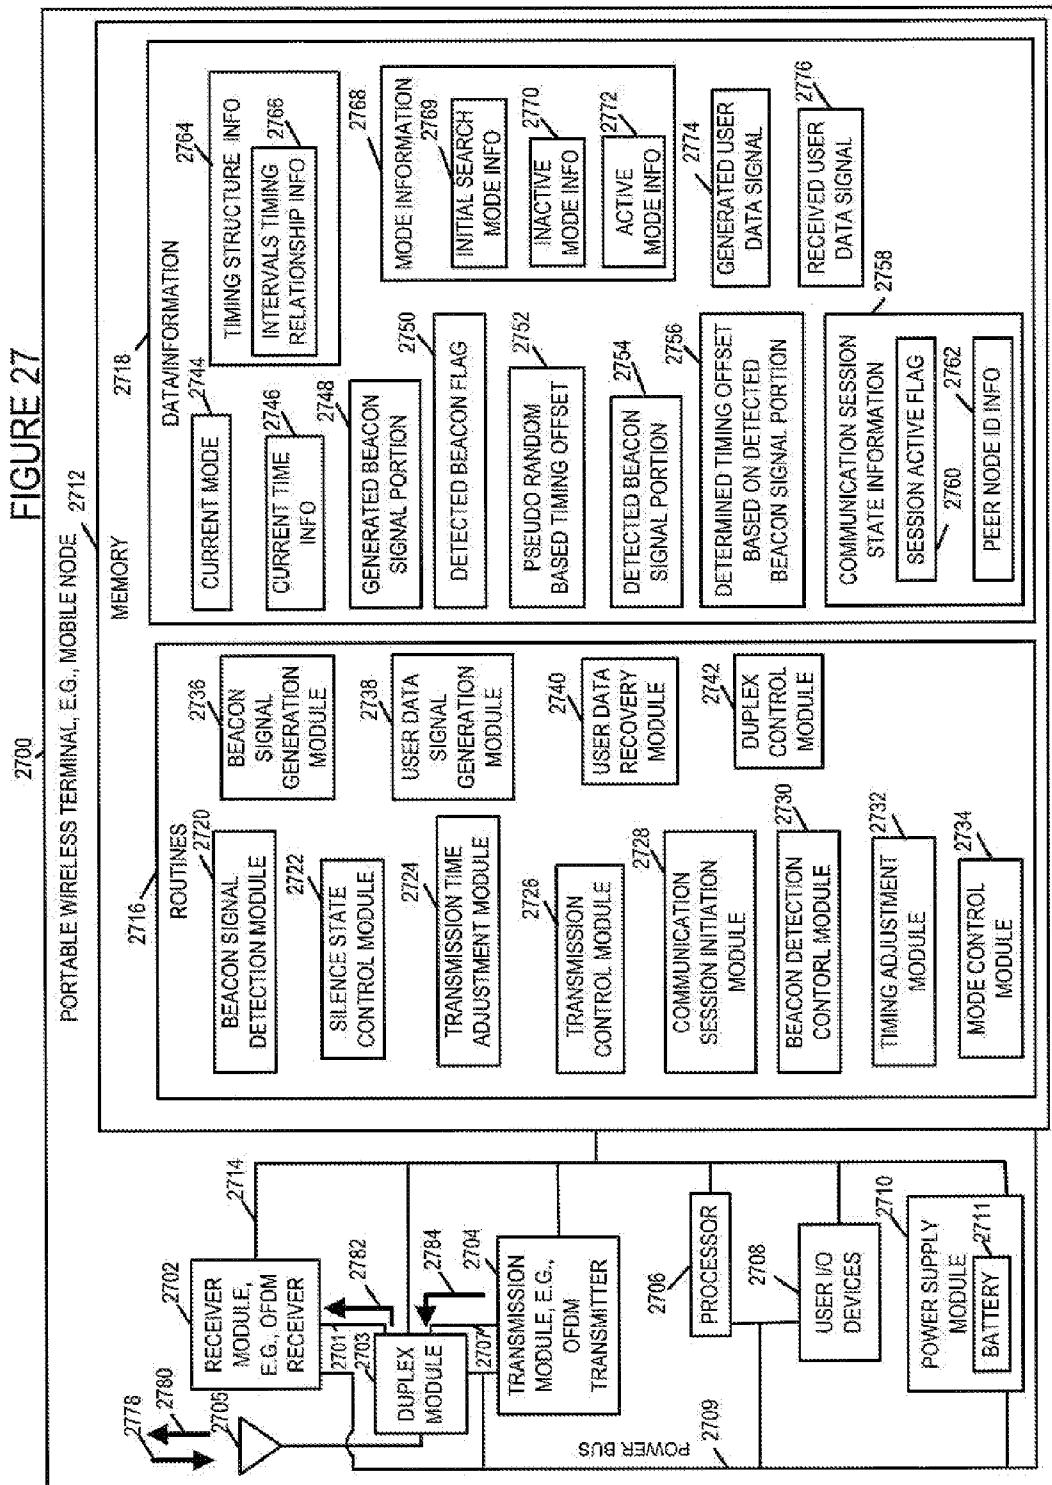 FIGURE 27
2700
PORTABLE WIRELESS TERMINAL, E.G., MOBILE NODE
2712
MEMORY
2716
ROUTINES
2720
BEACON SIGNAL
DETECTION MODULE
2722
SILENCE STATE
CONTROL MODULE
2724
TRANSMISSION TIME
ADJUSTMENT MODULE
2726
TRANSMISSION
CONTROL MODULE
2728
COMMUNICATION
SESSION INITIATION
MODULE
2730
BEACON DETECTION
CONTORL MODULE
2732
TIMING ADJUSTMENT
MODULE
2734
MODE CONTROL
MODULE
2736
BEACON
SIGNAL
GENERATION
MODULE
2738
USER DATA
SIGNAL
GENERATION
MODULE
2740
USER DATA
RECOVERY
MODULE
2742
DUPLEX
CONTROL
MODULE
2718
DATA/INFORMATION
2744
CURRENT MODE
2746
CURRENT TIME
INFO
2748
GENERATED BEACON
SIGNAL PORTION
2750
DETECTED BEACON FLAG
2752
PSEUDO RANDOM
BASED TIMING OFFSET
2754
DETECTED BEACON
SIGNAL PORTION
2756
DETERMINED TIMING OFFSET
BASED ON DETECTED
BEACON SIGNAL PORTION
2758
COMMUNICATION SESSION
STATE INFORMATION
2760
SESSION ACTIVE FLAG
2762
PEER NODE ID INFO
2764
TIMING STRUCTURE INFO
2766
INTERVALS TIMING
RELATIONSHIP INFO
2768
MODE INFORMATION
2769
INITIAL SEARCH
MODE INFO
2770
INACTIVE
MODE INFO
2772
ACTIVE
MODE INFO
2774
GENERATED USER
DATA SIGNAL
2776
RECEIVED USER
DATA SIGNAL
2778
2780
2705
2702
RECEIVER
MODULE,
E.G., OFDM
RECEIVER
2714
2701
2782
2703
DUPLEX
MODULE
2784
2707
2704
TRANSMISSION
MODULE, E.G.,
OFDM
TRANSMITTER
2706
PROCESSOR
2708
USER I/O
DEVICES
2710
POWER SUPPLY
MODULE
2711
BATTERY
POWER BUS
2709